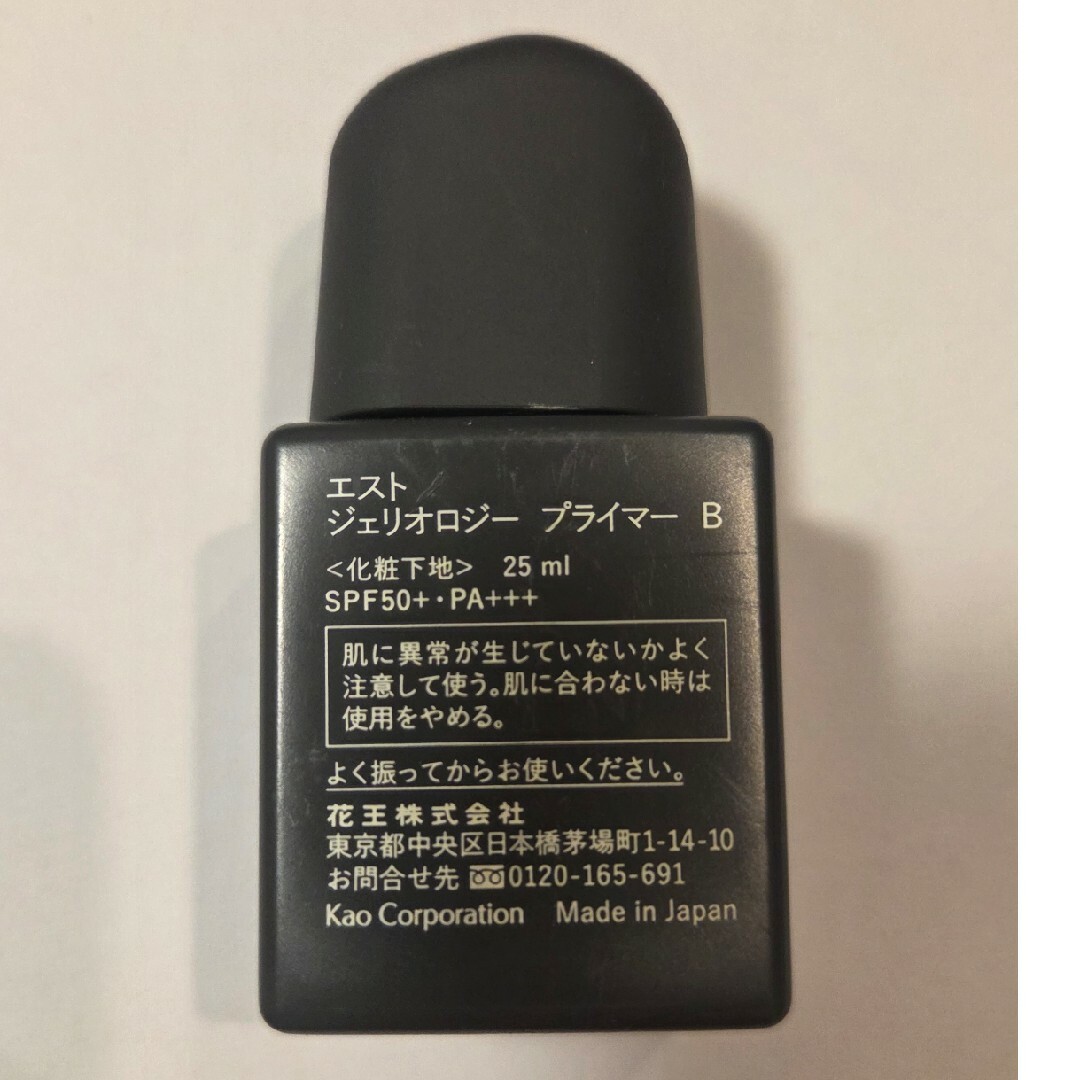 エスト
ジェリオロジー プライマー B
<化粧下地> 25 ml
SPF50+・PA+++
肌に異常が生じていないかよく
注意して使う。肌に合わない時は
使用をやめる。
よく振ってからお使いください。
花王株式会社
東京都中央区日本橋茅場町1-14-10
お問合せ先 0120-165-691
Kao Corporation Made in Japan